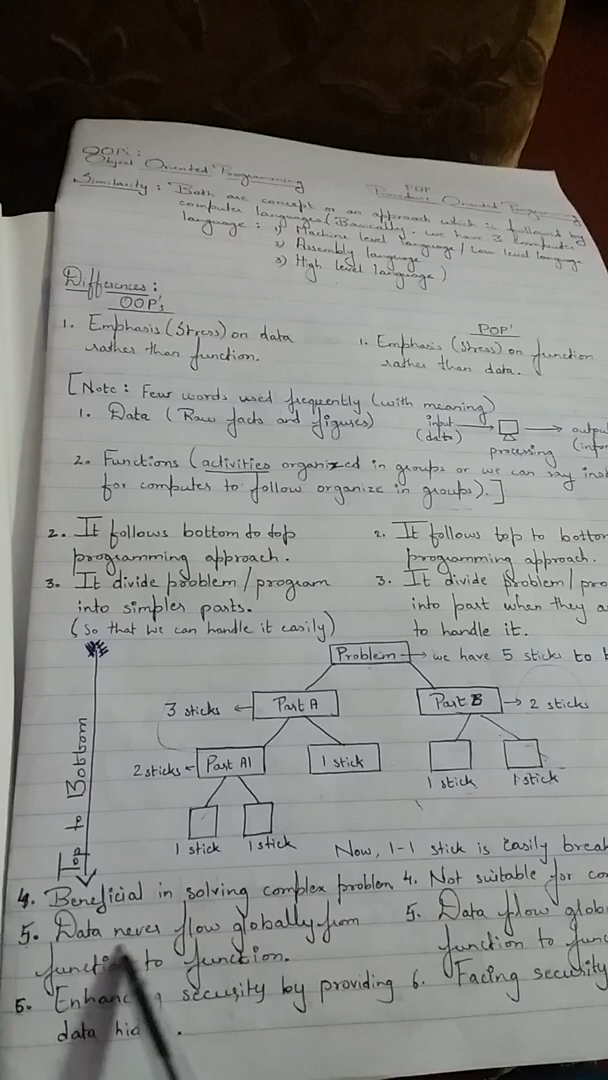 OOPs:
Object Oriented Programming
POP
Procedure Oriented Programming
Similarity: Both are concept or an approach which is followed by
computer languages (Basically, we have 3 computer
language: 1) Machine level language / Low level language
2) Assembly language
3) High level language)
Differences:
OOP's
1. Emphasis (Stress) on data
rather than function.
POP'
1. Emphasis (Stress) on function
rather than data.
[Note: Few words used frequently (with meaning)
1. Data (Raw facts and figures)
input
(data)
processing
output
2. Functions (activities organized in groups or we can say
for computer to follow organize in groups).]
2. It follows bottom to top
programming approach.
2. It follows top to
programming approach.
3. It divide problem / program
into simpler parts.
(So that we can handle it easily)
3. It divide problem /
into part when they
to handle it.
Problem → we have 5 sticks to
3 sticks ← Part A
Part B → 2 sticks
2 sticks ← Part A1
1 stick
1 stick 1 stick
1 stick 1 stick
Top to Bottom
Now, 1-1 stick is easily
4. Beneficial in solving complex problem
4. Not suitable for
5. Data never flow globally from
function to function.
5. Data flow
function to
6. security by providing
data
6. Facing security